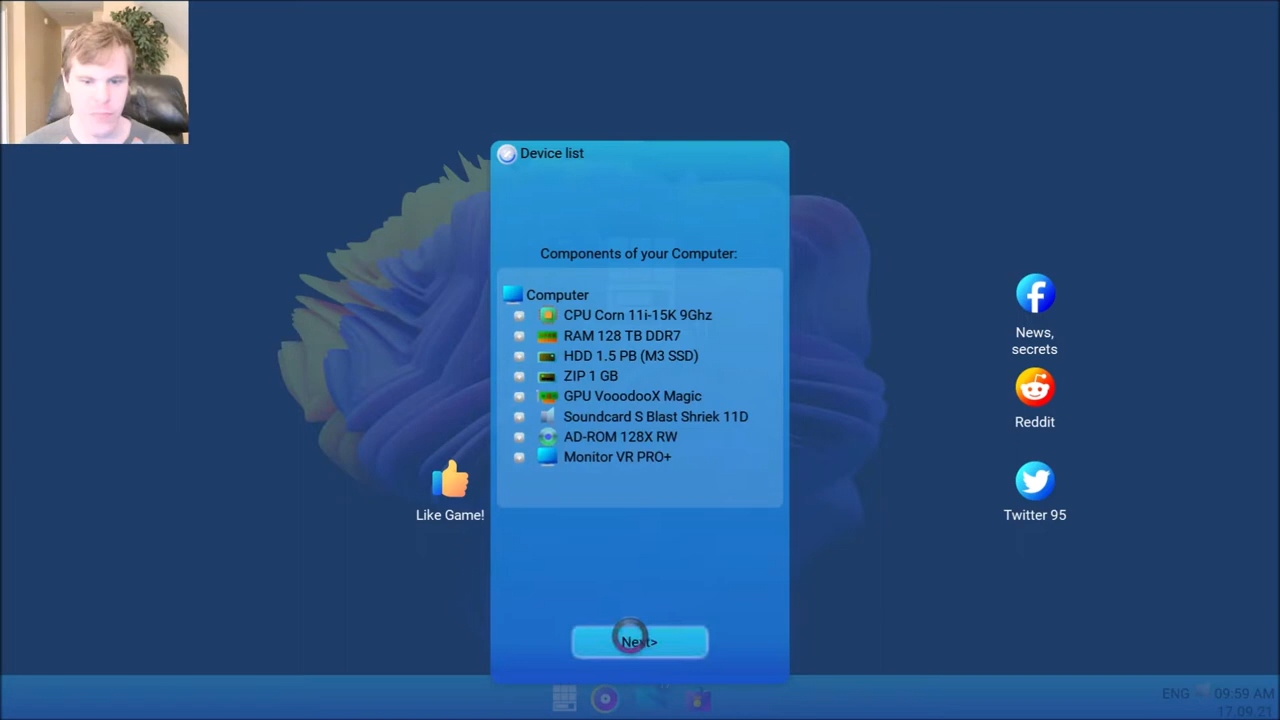 Device list
Components of your Computer:
Computer
CPU Corn 11i-15K 9Ghz
RAM 128 TB DDR7
HDD 1.5 PB (M3 SSD)
ZIP 1 GB
GPU VooodooX Magic
Soundcard S Blast Shriek 11D
AD-ROM 128X RW
Monitor VR PRO+
Next>
Like Game!
News,
secrets
Reddit
Twitter 95
ENG 09:59 AM
17.09.21